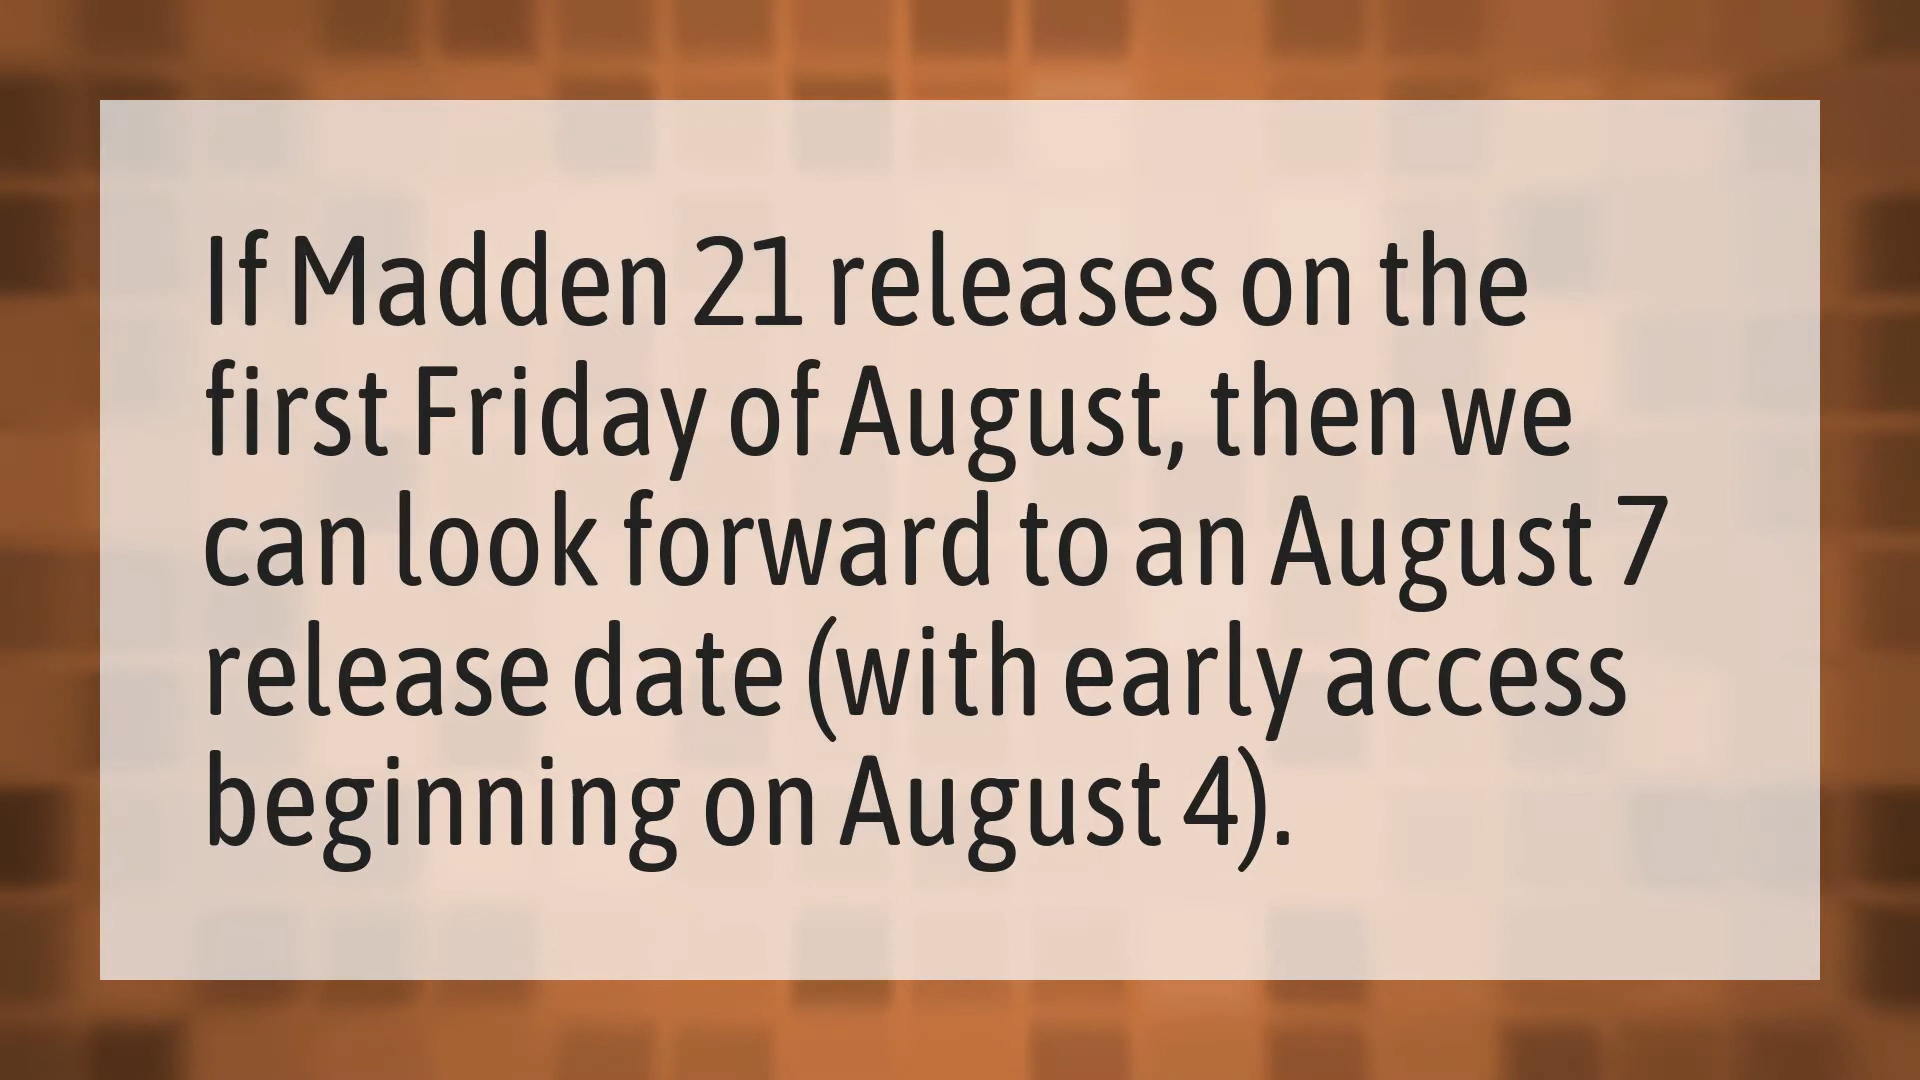 If Madden 21 releases on the
first Friday of August, then we
can look forward to an August 7
release date (with early access
beginning on August 4).